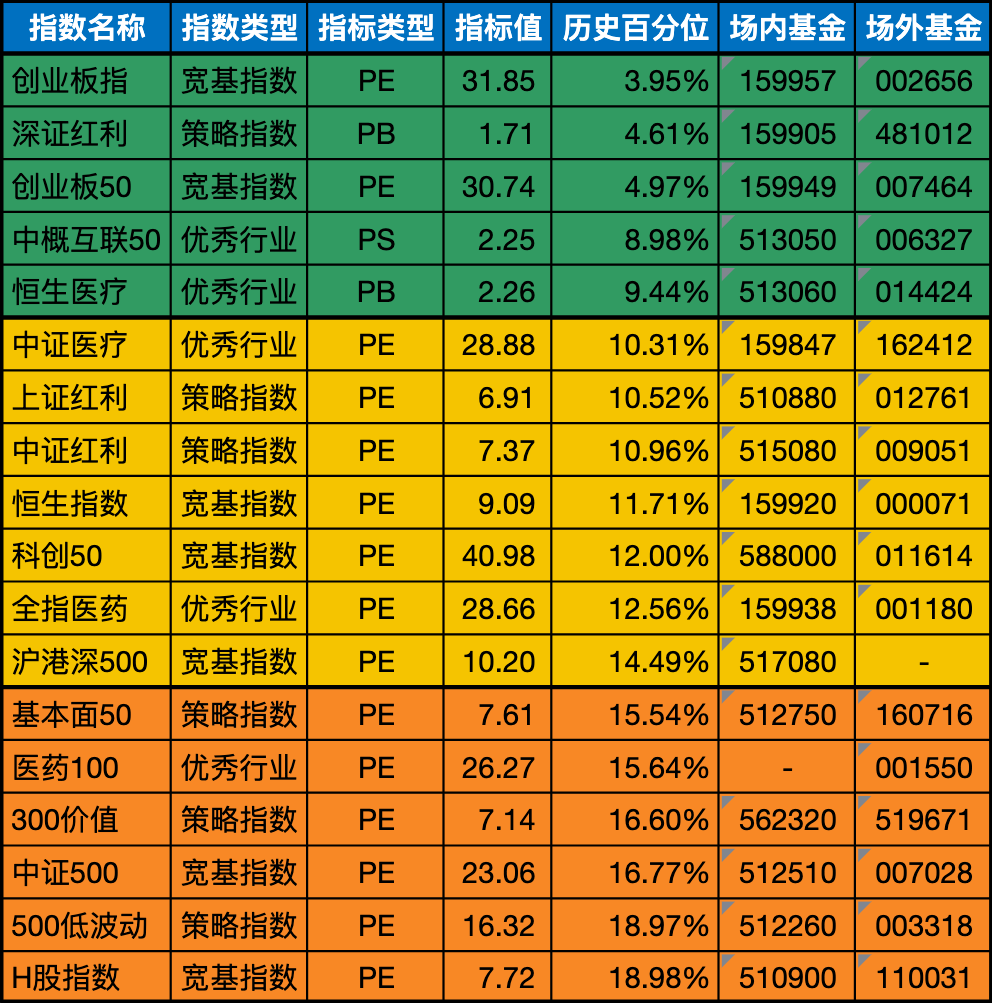 指数名称 指数类型 指标类型 指标值 历史百分位 场内基金 场外基金
创业板指 宽基指数 PE 31.85 3.95% 159957 002656
深证红利 策略指数 PB 1.71 4.61% 159905 481012
创业板50 宽基指数 PE 30.74 4.97% 159949 007464
中概互联50 优秀行业 PS 2.25 8.98% 513050 006327
恒生医疗 优秀行业 PB 2.26 9.44% 513060 014424
中证医疗 优秀行业 PE 28.88 10.31% 159847 162412
上证红利 策略指数 PE 6.91 10.52% 510880 012761
中证红利 策略指数 PE 7.37 10.96% 515080 009051
恒生指数 宽基指数 PE 9.09 11.71% 159920 000071
科创50 宽基指数 PE 40.98 12.00% 588000 011614
全指医药 优秀行业 PE 28.66 12.56% 159938 001180
沪港深500 宽基指数 PE 10.20 14.49% 517080 -
基本面50 策略指数 PE 7.61 15.54% 512750 160716
医药100 优秀行业 PE 26.27 15.64% - 001550
300价值 策略指数 PE 7.14 16.60% 562320 519671
中证500 宽基指数 PE 23.06 16.77% 512510 007028
500低波动 策略指数 PE 16.32 18.97% 512260 003318
H股指数 宽基指数 PE 7.72 18.98% 510900 110031